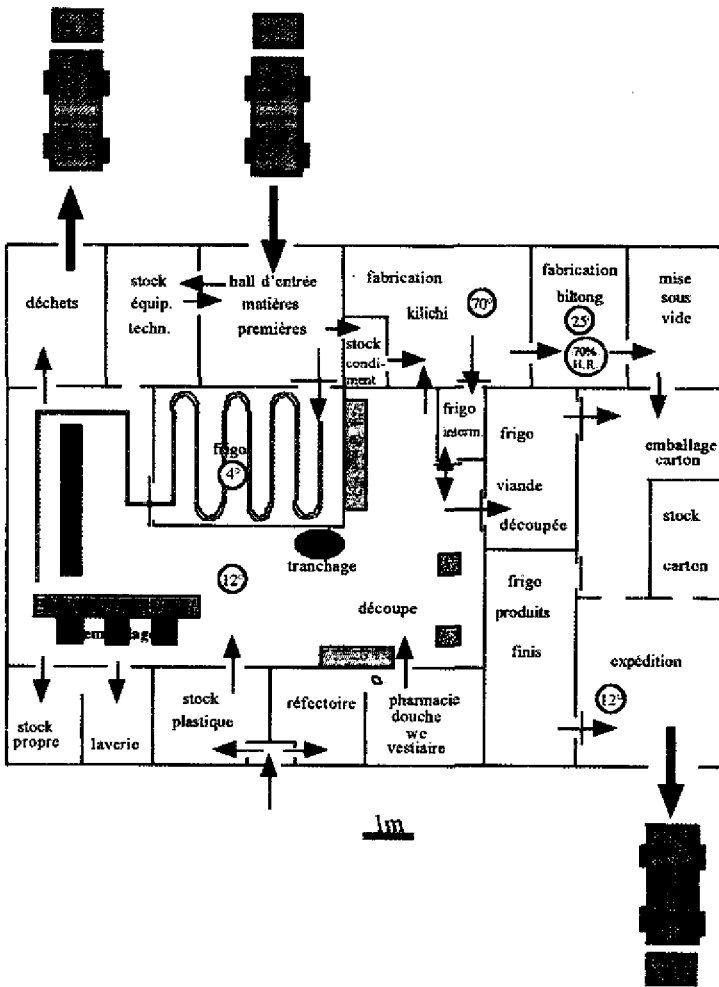 déchets
stock
équip.
techn.
hall d'entrée
matières
premières
fabrication
kilichi
70°
stock
condi-
ment
fabrication
biltong
25
70%
H.R.
mise
sous
vide
frigo
4°
frigo
interm.
frigo
viande
découpée
emballage
carton
stock
carton
tranchage
12°
découpe
frigo
produits
finis
expédition
12°
stock
propre
laverie
stock
plastique
réfectoire
pharmacie
douche
wc
vestiaire
1m